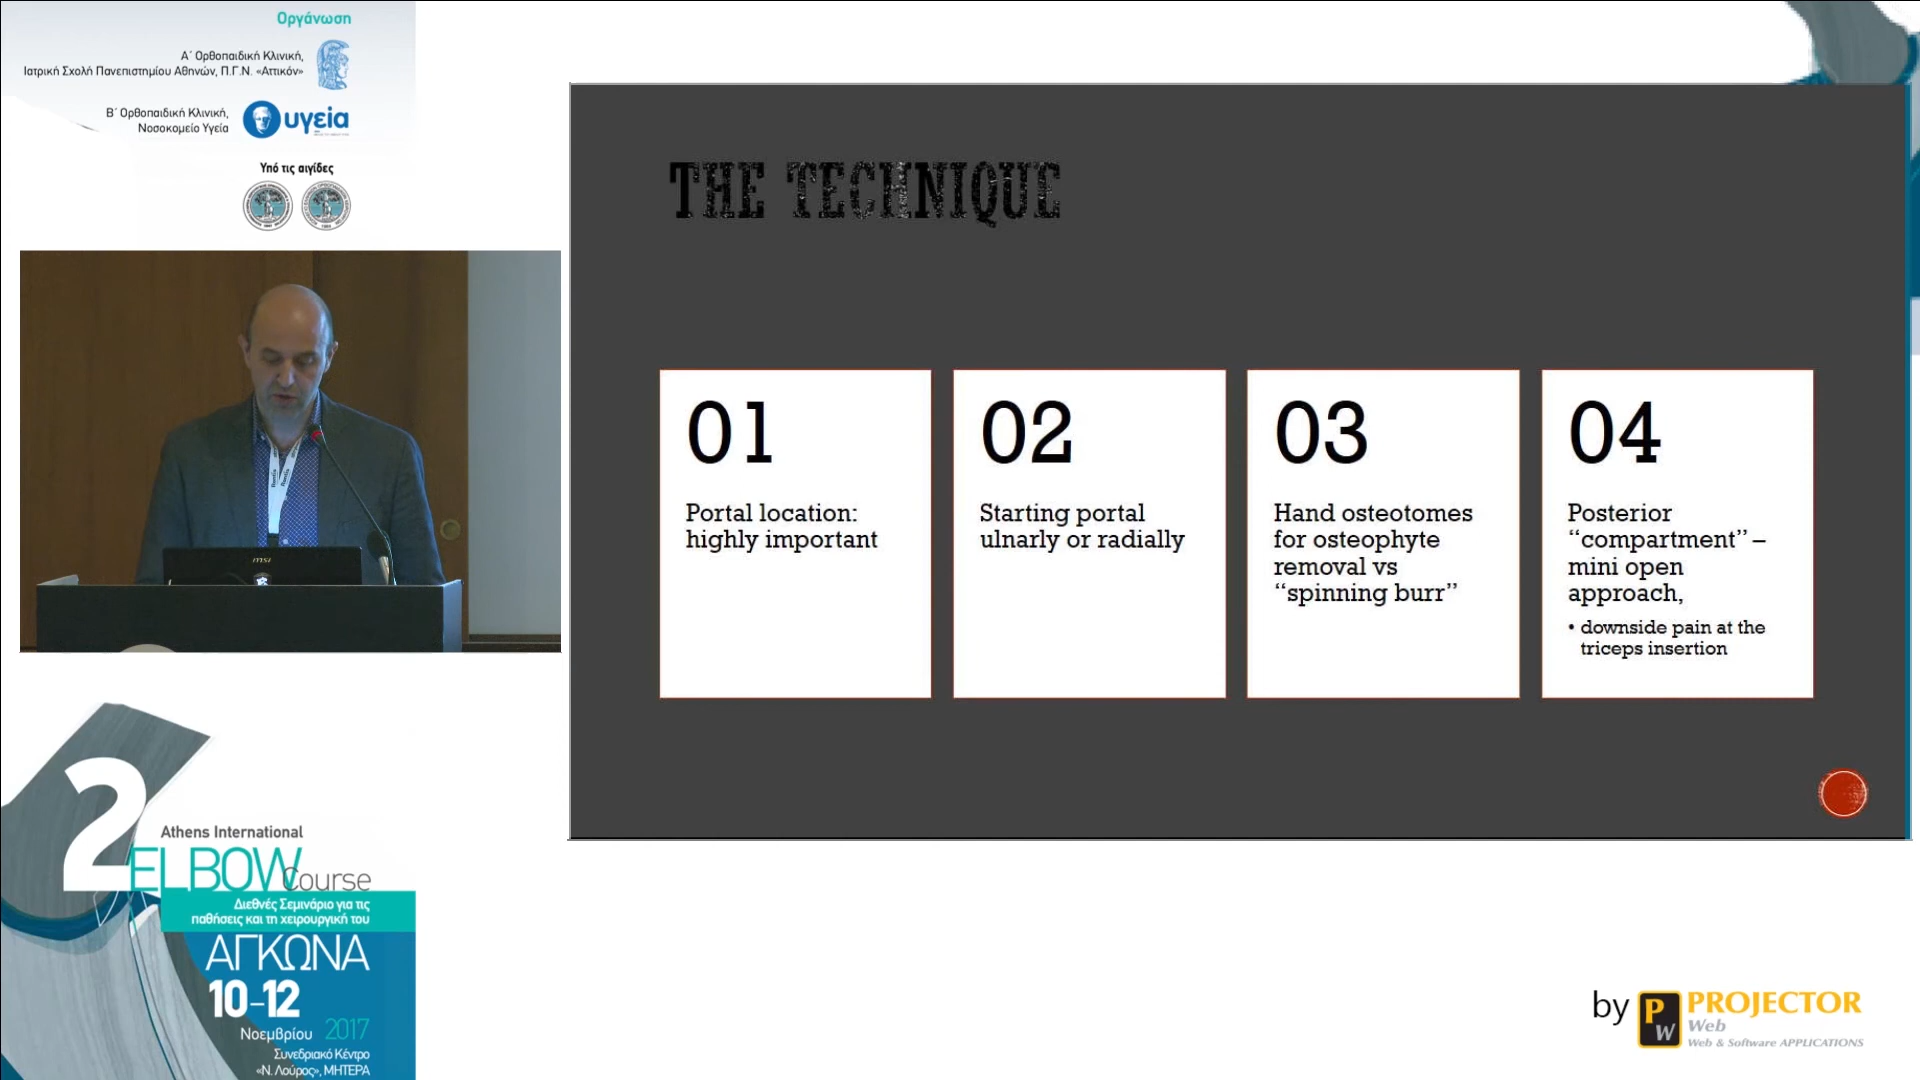 Οργάνωση
Α΄ Ορθοπαιδική Κλινική,
Ιατρική Σχολή Πανεπιστημίου Αθηνών, Π.Γ.Ν. «Αττικόν»
Β΄ Ορθοπαιδική Κλινική,
Νοσοκομείο Υγεία
υγεία
Υπό τις αιγίδες
msi
2
Athens International
ELBOW
Course
Διεθνές Σεμινάριο για τις
παθήσεις και τη χειρουργική του
ΑΓΚΩΝΑ
10-12
Νοεμβρίου 2017
Συνεδριακό Κέντρο
«Ν. Λούρος», ΜΗΤΕΡΑ
THE TECHNIQUE
01
Portal location:
highly important
02
Starting portal
ulnarly or radially
03
Hand osteotomes
for osteophyte
removal vs
“spinning burr”
04
Posterior
“compartment” –
mini open
approach,
• downside pain at the
triceps insertion
by PW PROJECTOR
Web
Web & Software APPLICATIONS